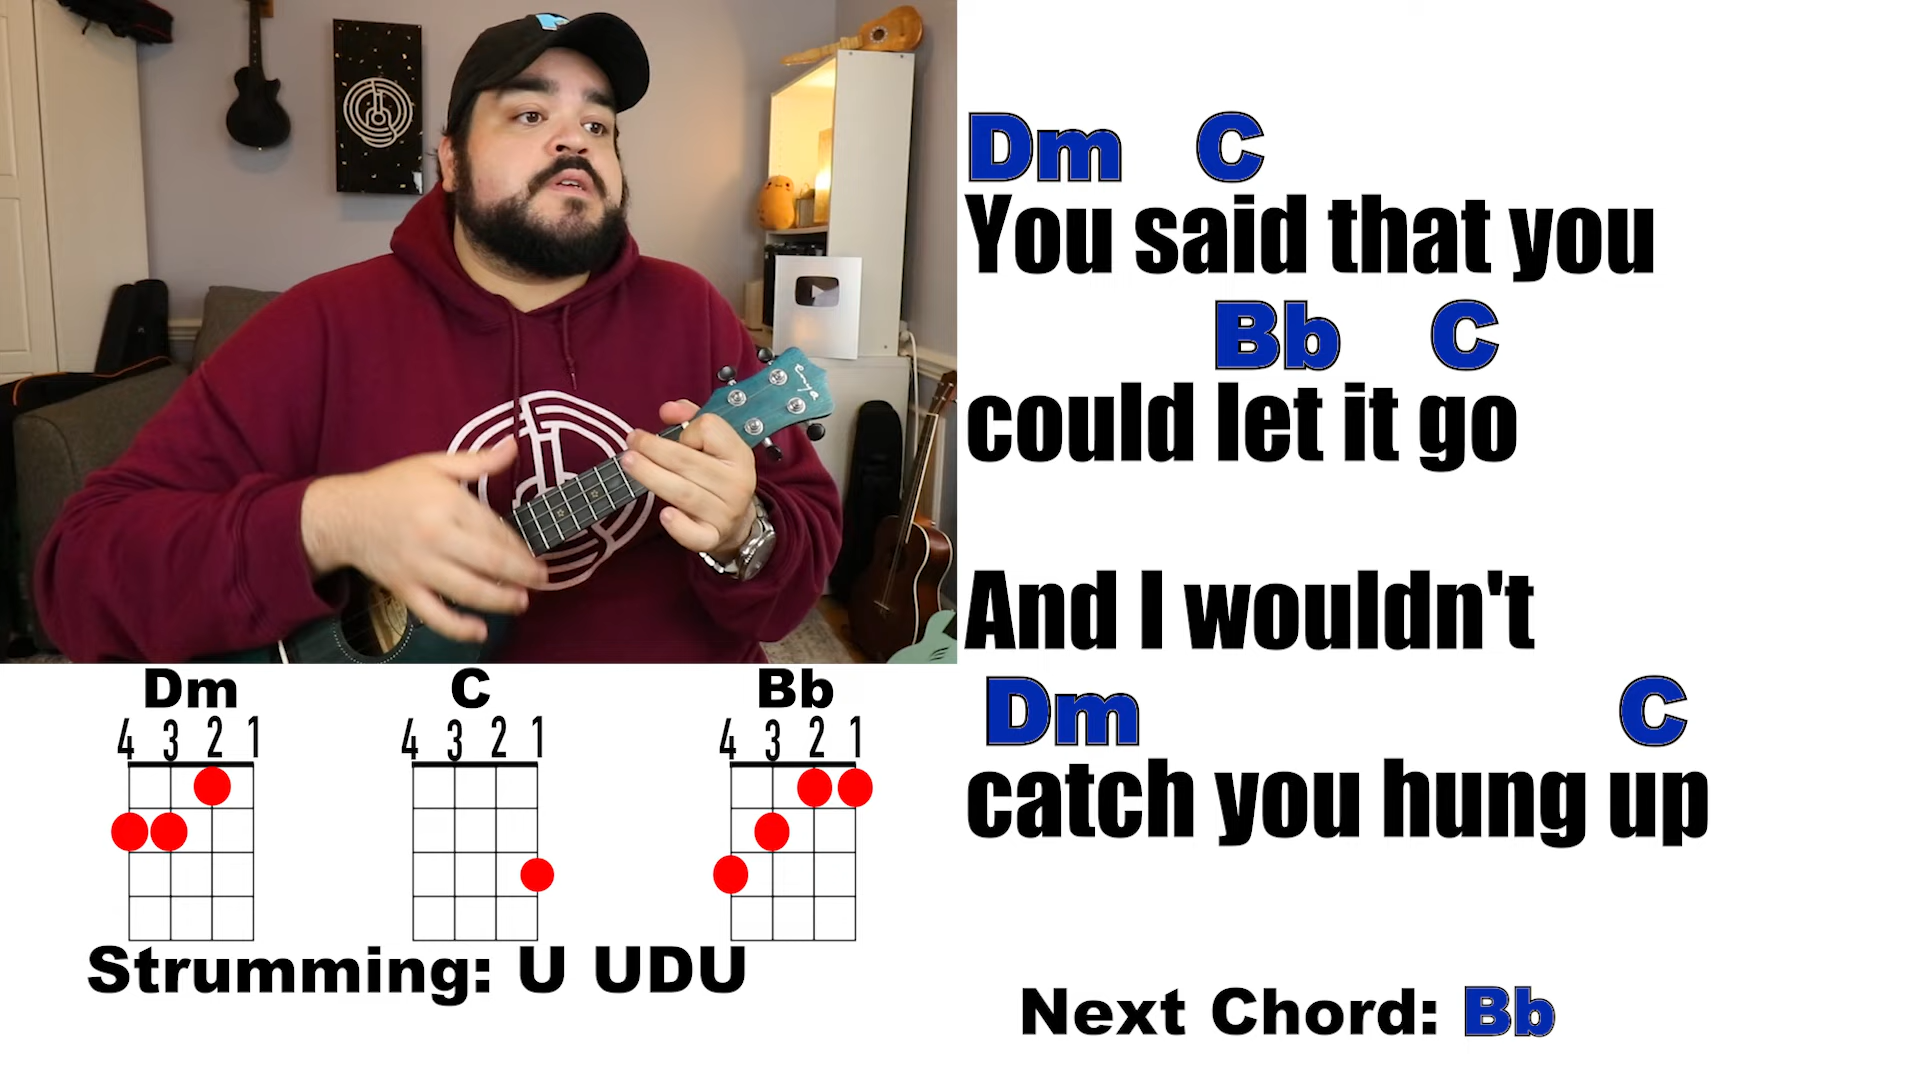 Dm C
You said that you
Bb C
could let it go
And I wouldn't
Dm C
catch you hung up
Next Chord: Bb
Dm C Bb
4 3 2 1 4 3 2 1 4 3 2 1
Strumming: U UDU